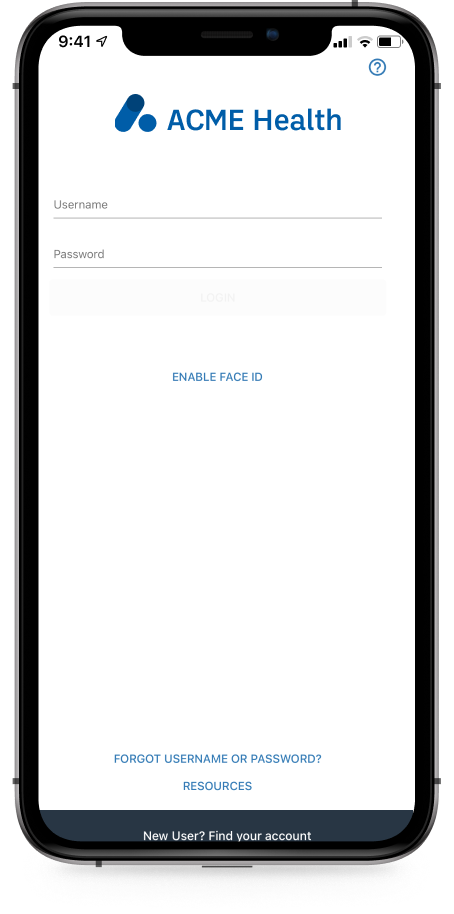 9:41
?
ACME Health
Username
Password
LOGIN
ENABLE FACE ID
FORGOT USERNAME OR PASSWORD?
RESOURCES
New User? Find your account